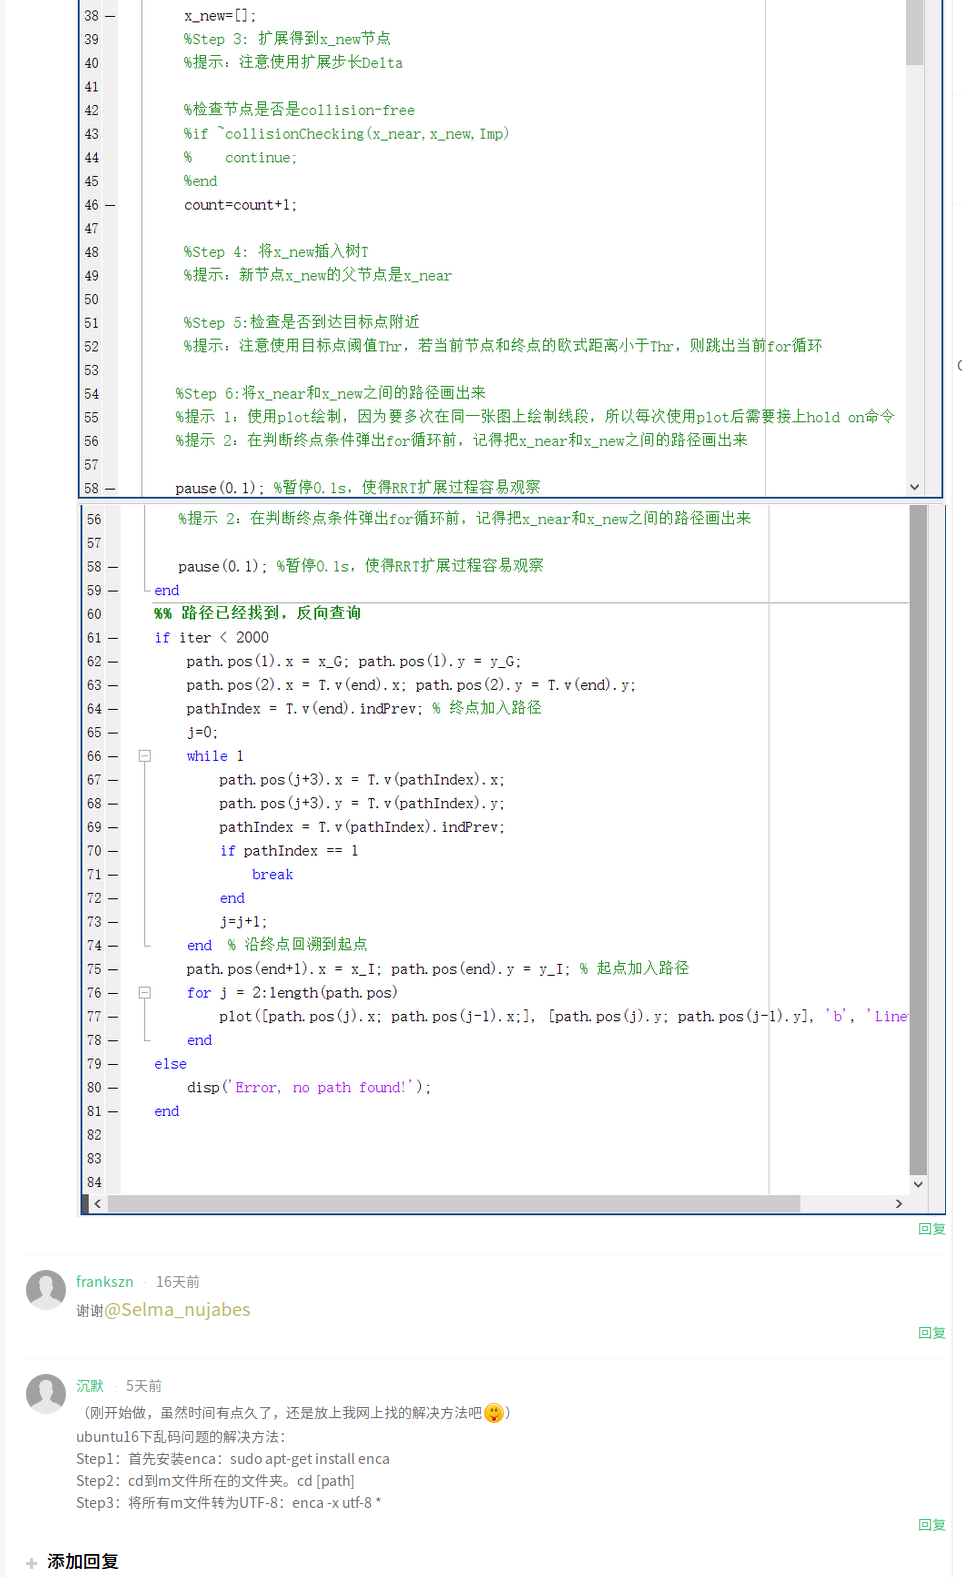 38 – x_new=[];
39 %Step 3: 扩展得到x_new节点
40 %提示：注意使用扩展步长Delta
41
42 %检查节点是否是collision-free
43 %if ~collisionChecking(x_near,x_new,Imp)
44 %    continue;
45 %end
46 – count=count+1;
47
48 %Step 4: 将x_new插入树T
49 %提示：新节点x_new的父节点是x_near
50
51 %Step 5:检查是否到达目标点附近
52 %提示：注意使用目标点阈值Thr，若当前节点和终点的欧式距离小于Thr，则跳出当前for循环
53
54 %Step 6:将x_near和x_new之间的路径画出来
55 %提示 1：使用plot绘制，因为要多次在同一张图上绘制线段，所以每次使用plot后需要接上hold on命令
56 %提示 2：在判断终点条件弹出for循环前，记得把x_near和x_new之间的路径画出来
57
58 – pause(0.1); %暂停0.1s，使得RRT扩展过程容易观察
56 %提示 2：在判断终点条件弹出for循环前，记得把x_near和x_new之间的路径画出来
57
58 – pause(0.1); %暂停0.1s，使得RRT扩展过程容易观察
59 – end
60 %% 路径已经找到，反向查询
61 – if iter < 2000
62 – path.pos(1).x = x_G; path.pos(1).y = y_G;
63 – path.pos(2).x = T.v(end).x; path.pos(2).y = T.v(end).y;
64 – pathIndex = T.v(end).indPrev; % 终点加入路径
65 – j=0;
66 – while 1
67 – path.pos(j+3).x = T.v(pathIndex).x;
68 – path.pos(j+3).y = T.v(pathIndex).y;
69 – pathIndex = T.v(pathIndex).indPrev;
70 – if pathIndex == 1
71 – break
72 – end
73 – j=j+1;
74 – end  % 沿终点回溯到起点
75 – path.pos(end+1).x = x_I; path.pos(end).y = y_I; % 起点加入路径
76 – for j = 2:length(path.pos)
77 – plot([path.pos(j).x; path.pos(j-1).x;], [path.pos(j).y; path.pos(j-1).y], 'b', 'Line
78 – end
79 – else
80 – disp('Error, no path found!');
81 – end
82
83
84
回复
frankszn · 16天前
谢谢@Selma_nujabes
回复
沉默 · 5天前
（刚开始做，虽然时间有点久了，还是放上我网上找的解决方法吧😛）
ubuntu16下乱码问题的解决方法：
Step1：首先安装enca：sudo apt-get install enca
Step2：cd到m文件所在的文件夹。cd [path]
Step3：将所有m文件转为UTF-8：enca -x utf-8 *
回复
+ 添加回复